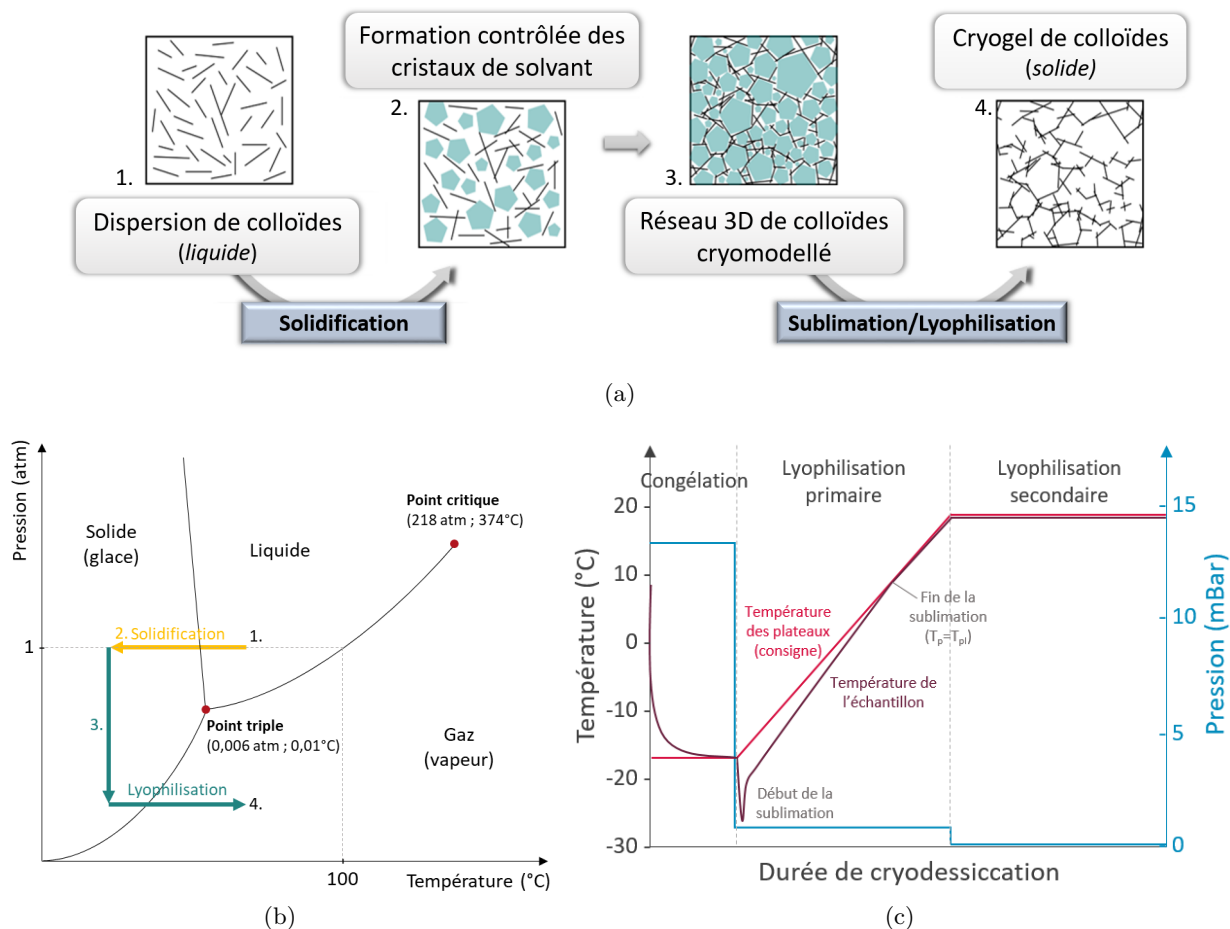 Formation contrôlée des
cristaux de solvant
Cryogel de colloïdes
(solide)
1.
2.
3.
4.
Dispersion de colloïdes
(liquide)
Réseau 3D de colloïdes
cryomodellé
Solidification
Sublimation/Lyophilisation
(a)
Pression (atm)
Solide
(glace)
Liquide
Point critique
(218 atm ; 374°C)
2. Solidification
1.
1
Point triple
(0,006 atm ; 0,01°C)
3.
Gaz
(vapeur)
Lyophilisation
4.
100
Température (°C)
(b)
Congélation
Lyophilisation
primaire
Lyophilisation
secondaire
Température (°C)
20
10
0
-10
-20
-30
Température
des plateaux
(consigne)
Fin de la
sublimation
(Tp=Tpl)
Température de
l'échantillon
Début de la
sublimation
15
10
5
0
Pression (mBar)
Durée de cryodessiccation
(c)